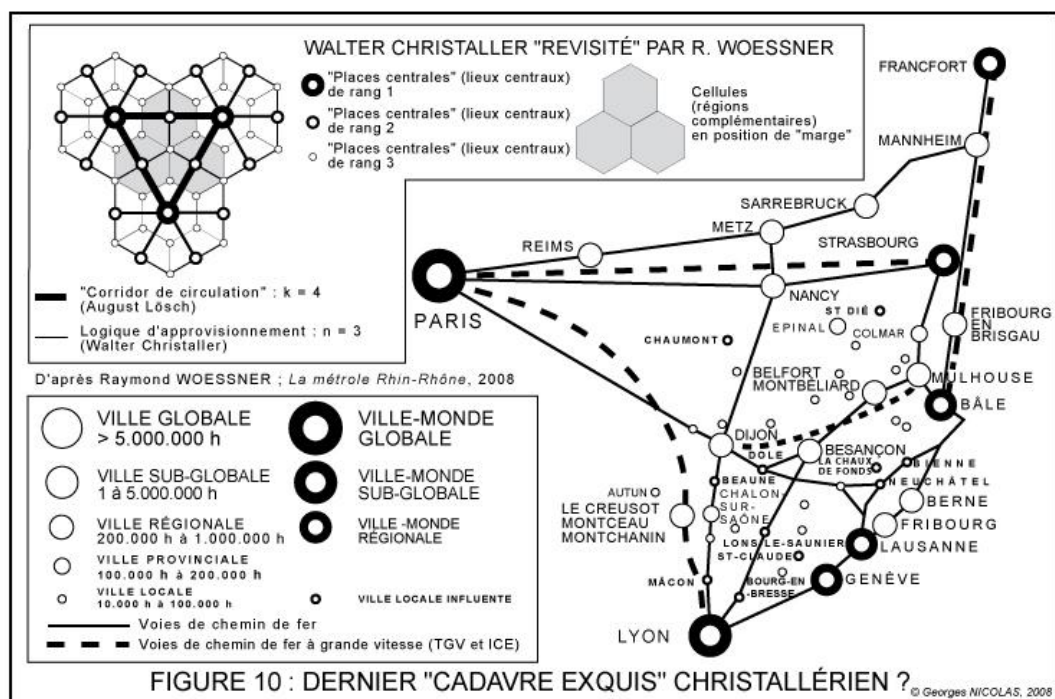 WALTER CHRISTALLER "REVISITÉ" PAR R. WOESSNER
"Places centrales" (lieux centraux)
de rang 1
"Places centrales" (lieux centraux)
de rang 2
"Places centrales" (lieux centraux)
de rang 3
Cellules
(régions
complémentaires)
en position de "marge"
"Corridor de circulation" : k = 4
(August Lösch)
Logique d'approvisionnement : n = 3
(Walter Christaller)
D'après Raymond WOESSNER ; La métrole Rhin-Rhône, 2008
FRANCFORT
MANNHEIM
SARREBRUCK
METZ
REIMS
STRASBOURG
PARIS
NANCY
ST DIÉ
EPINAL
COLMAR
FRIBOURG
EN
BRISGAU
CHAUMONT
BELFORT
MONTBÉLIARD
MULHOUSE
BÂLE
DIJON
DOLE
BESANÇON
LA CHAUX
DE FONDS
BIENNE
NEUCHÂTEL
BEAUNE
AUTUN
CHALON-
SUR-
SAÔNE
BERNE
LE CREUSOT
MONTCEAU
MONTCHANIN
FRIBOURG
LONS-LE-SAUNIER
ST-CLAUDE
LAUSANNE
MÂCON
BOURG-EN
-BRESSE
GENÈVE
LYON
VILLE GLOBALE
> 5.000.000 h
VILLE-MONDE
GLOBALE
VILLE SUB-GLOBALE
1 à 5.000.000 h
VILLE-MONDE
SUB-GLOBALE
VILLE RÉGIONALE
200.000 h à 1.000.000 h
VILLE -MONDE
RÉGIONALE
VILLE PROVINCIALE
100.000 h à 200.000 h
VILLE LOCALE
10.000 h à 100.000 h
VILLE LOCALE INFLUENTE
Voies de chemin de fer
Voies de chemin de fer à grande vitesse (TGV et ICE)
FIGURE 10 : DERNIER "CADAVRE EXQUIS" CHRISTALLÉRIEN ?
© Georges NICOLAS,